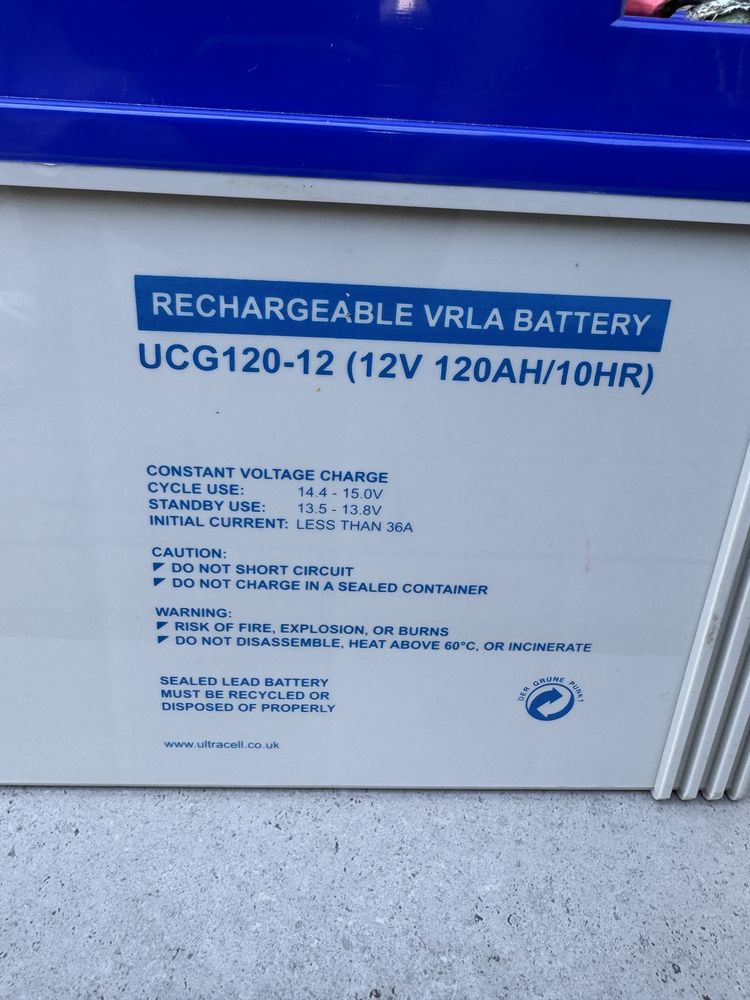 RECHARGEABLE VRLA BATTERY
UCG120-12 (12V 120AH/10HR)
CONSTANT VOLTAGE CHARGE
CYCLE USE: 14.4 - 15.0V
STANDBY USE: 13.5 - 13.8V
INITIAL CURRENT: LESS THAN 36A
CAUTION:
DO NOT SHORT CIRCUIT
DO NOT CHARGE IN A SEALED CONTAINER
WARNING:
RISK OF FIRE, EXPLOSION, OR BURNS
DO NOT DISASSEMBLE, HEAT ABOVE 60°C, OR INCINERATE
SEALED LEAD BATTERY
MUST BE RECYCLED OR
DISPOSED OF PROPERLY
DER GRUNE PUNKT
www.ultracell.co.uk